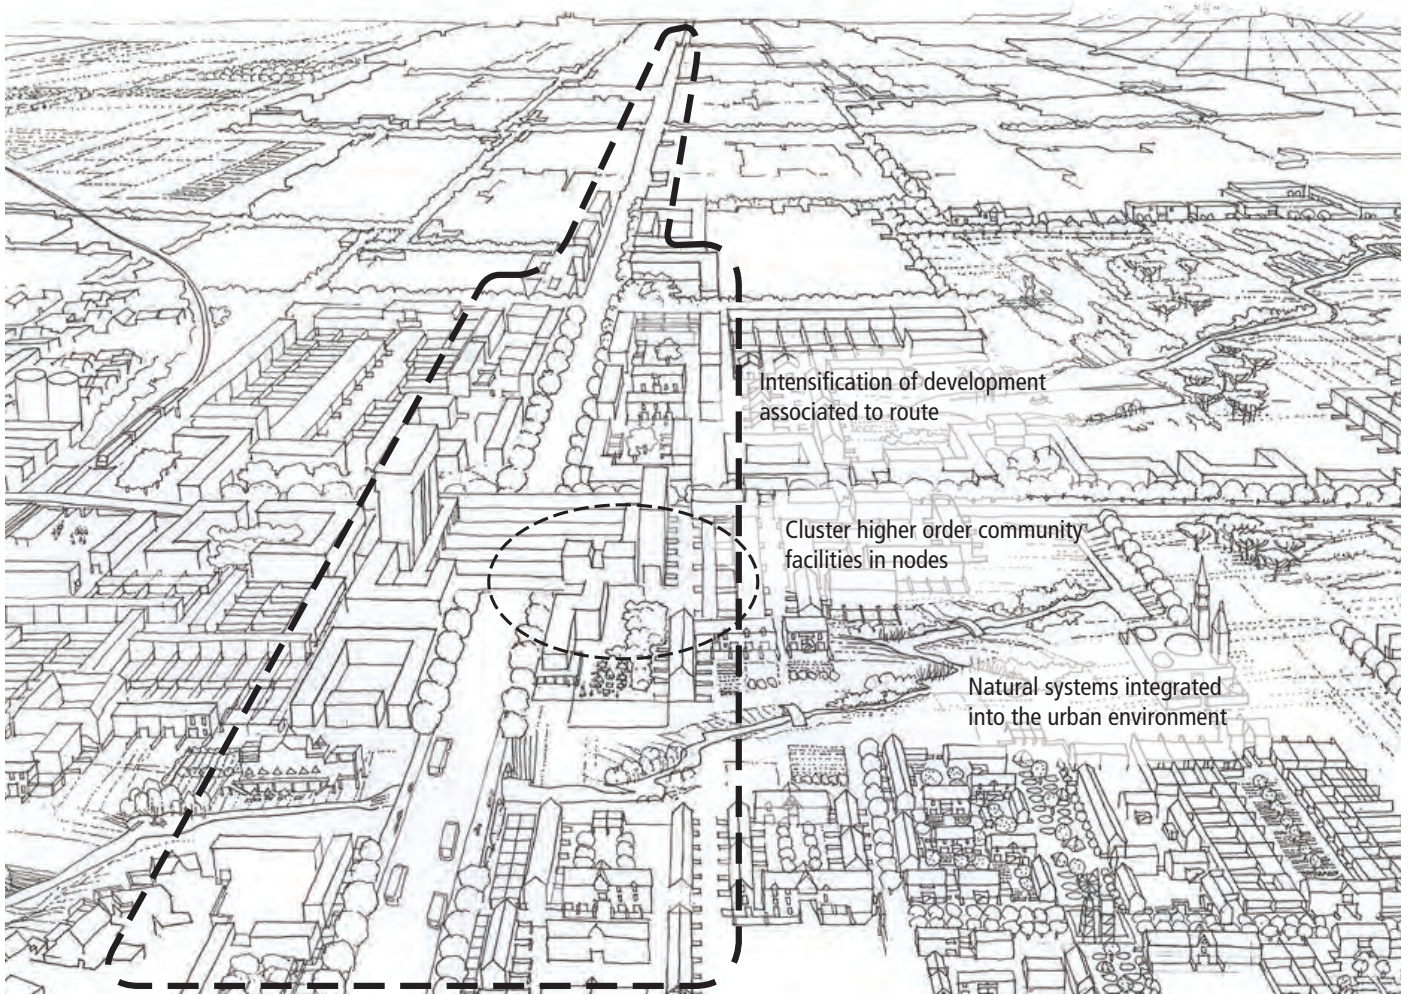 Intensification of development
associated to route
Cluster higher order community
facilities in nodes
Natural systems integrated
into the urban environment